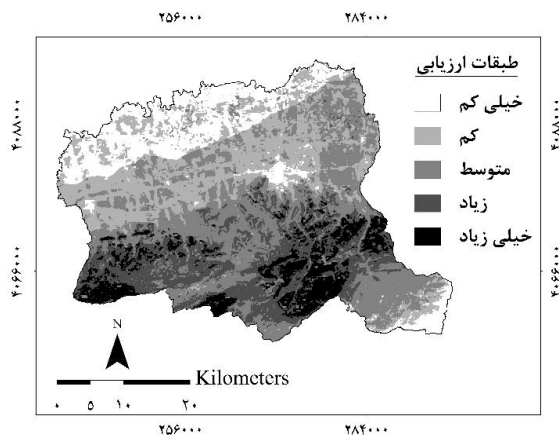 ۲۵۶۰۰۰ ۲۸۴۰۰۰
طبقات ارزیابی
خیلی کم
کم
متوسط
زیاد
خیلی زیاد
۴۰۸۸۰۰۰ ۴۰۸۸۰۰۰
۴۰۶۶۰۰۰ ۴۰۶۶۰۰۰
N
Kilometers
۰ ۵ ۱۰ ۲۰
۲۵۶۰۰۰ ۲۸۴۰۰۰